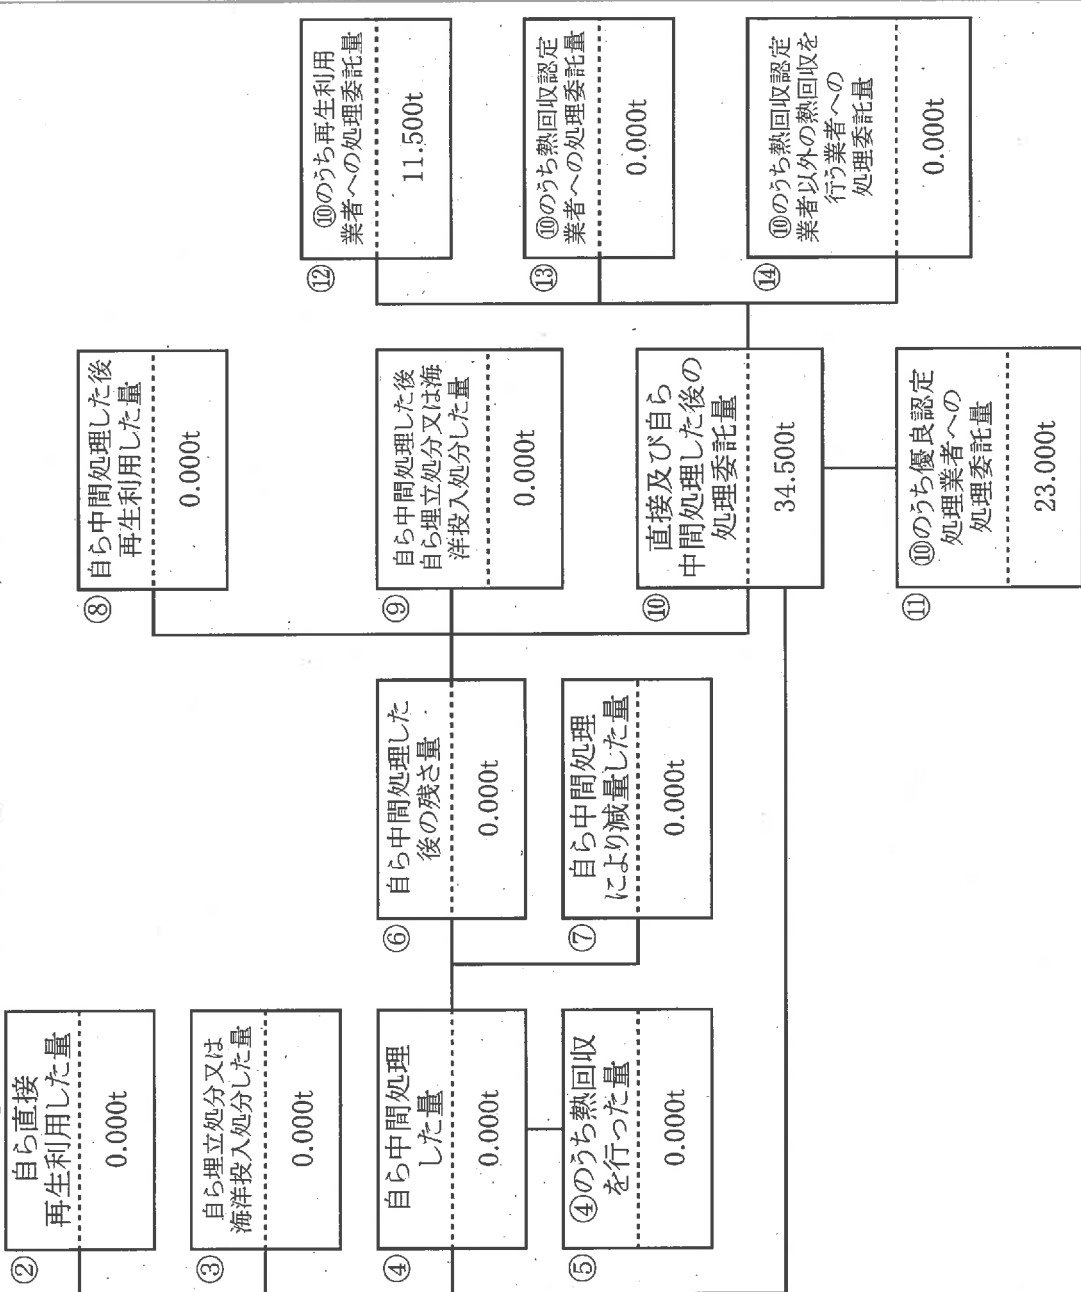 ②
自ら直接
再生利用した量
0.000t
③
自ら埋立処分又は
海洋投入処分した量
0.000t
④
自ら中間処理
した量
0.000t
⑤
④のうち熱回収
を行った量
0.000t
⑥
自ら中間処理した
後の残さ量
0.000t
⑦
自ら中間処理
により減量した量
0.000t
⑧
自ら中間処理した後
再生利用した量
0.000t
⑨
自ら中間処理した後
自ら埋立処分又は海
洋投入処分した量
0.000t
⑩
直接及び自ら
中間処理した後の
処理委託量
34.500t
⑪
⑩のうち優良認定
処理業者への
処理委託量
23.000t
⑫
⑩のうち再生利用
業者への処理委託量
11.500t
⑬
⑩のうち熱回収認定
業者への処理委託量
0.000t
⑭
⑩のうち熱回収認定
業者以外の熱回収を
行う業者への
処理委託量
0.000t